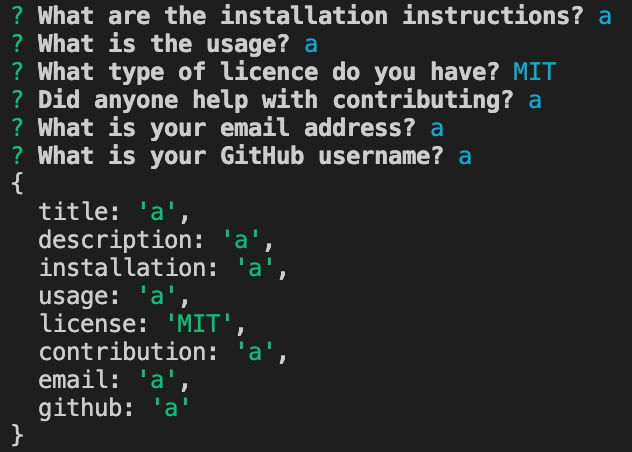 ? What are the installation instructions? a
? What is the usage? a
? What type of licence do you have? MIT
? Did anyone help with contributing? a
? What is your email address? a
? What is your GitHub username? a
{
  title: 'a',
  description: 'a',
  installation: 'a',
  usage: 'a',
  license: 'MIT',
  contribution: 'a',
  email: 'a',
  github: 'a'
}